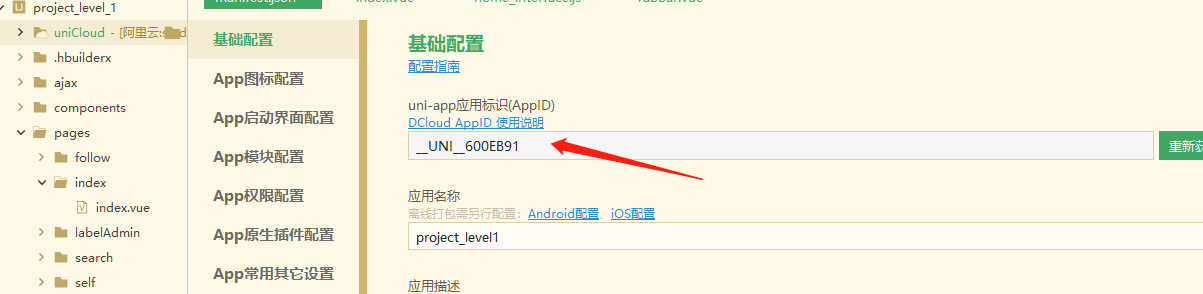 project_level_1
uniCloud - [阿里云:
.hbuilderx
ajax
components
pages
follow
index
index.vue
labelAdmin
search
self
manifest.json
index.vue
home_interface.js
TabBar.vue
基础配置
App图标配置
App启动界面配置
App模块配置
App权限配置
App原生插件配置
App常用其它设置
基础配置
配置指南
uni-app应用标识(AppID)
DCloud AppID 使用说明
__UNI__600EB91
重新获
应用名称
离线打包需另行配置：Android配置、iOS配置
project_level1
应用描述